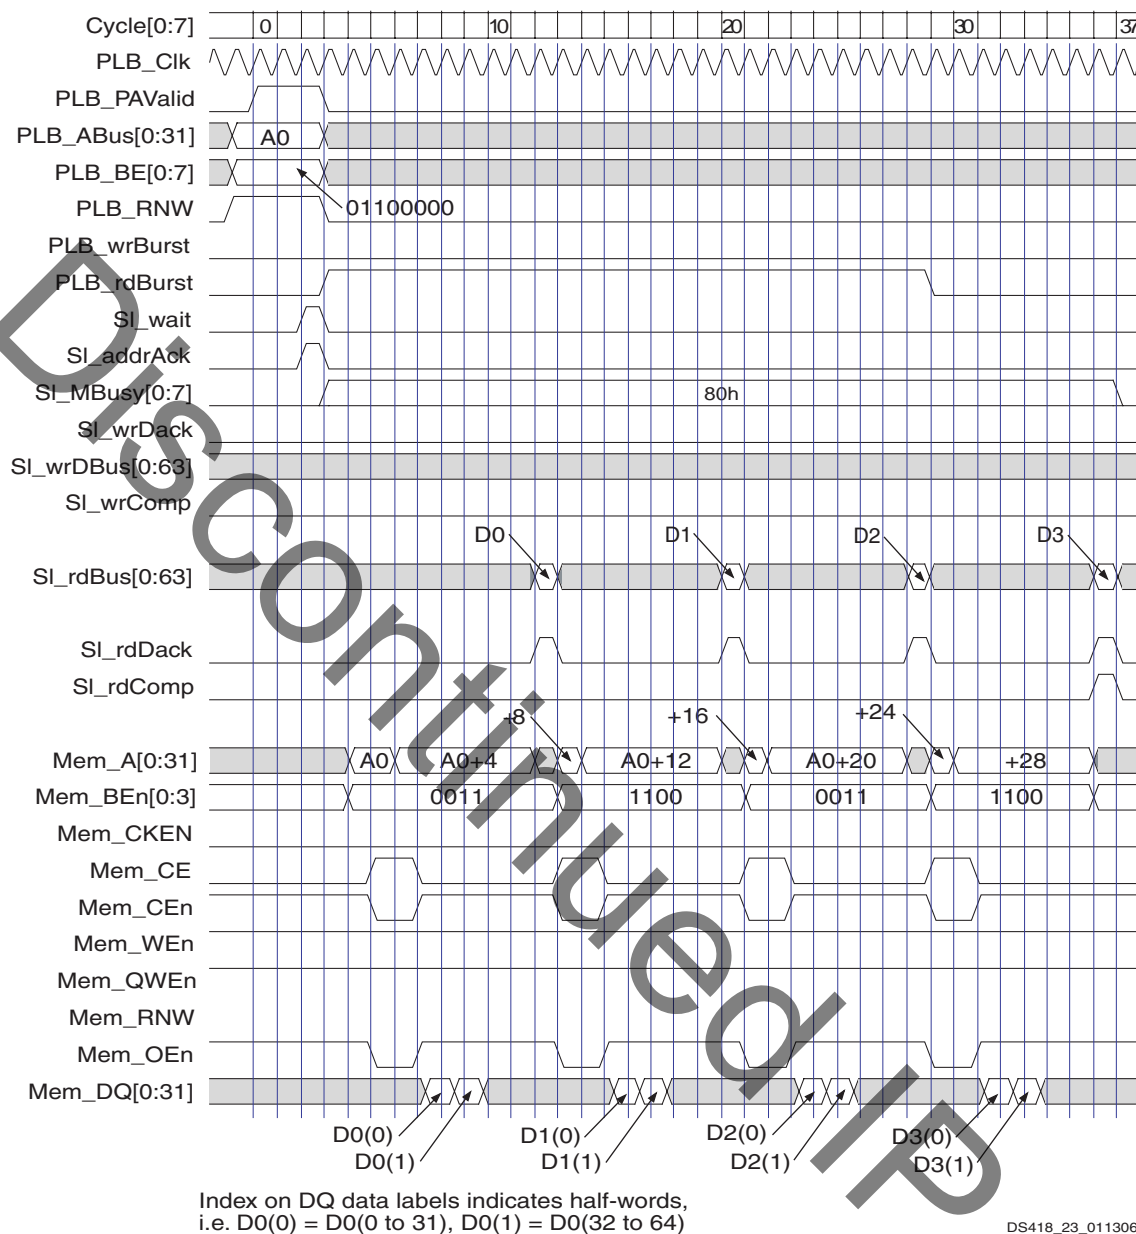 Cycle[0:7] 0 10 20 30 37
PLB_Clk
PLB_PAValid
PLB_ABus[0:31] A0
PLB_BE[0:7]
PLB_RNW 01100000
PLB_wrBurst
PLB_rdBurst
Sl_wait
Sl_addrAck
Sl_MBusy[0:7] 80h
Sl_wrDack
Sl_wrDBus[0:63]
Sl_wrComp
D0 D1 D2 D3
Sl_rdBus[0:63]
Sl_rdDack
Sl_rdComp
+8 +16 +24
Mem_A[0:31] A0 A0+4 A0+12 A0+20 +28
Mem_BEn[0:3] 0011 1100 0011 1100
Mem_CKEN
Mem_CE
Mem_CEn
Mem_WEn
Mem_QWEn
Mem_RNW
Mem_OEn
Mem_DQ[0:31]
D0(0) D1(0) D2(0) D3(0)
D0(1) D1(1) D2(1) D3(1)
Index on DQ data labels indicates half-words,
i.e. D0(0) = D0(0 to 31), D0(1) = D0(32 to 64)
DS418_23_011306
Discontinued IP